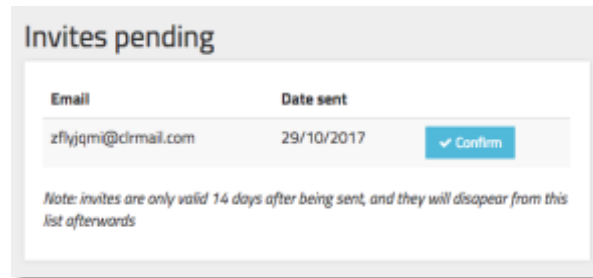 Invites pending
Email Date sent
zflyjqmi@clrmail.com 29/10/2017 Confirm
Note: invites are only valid 14 days after being sent, and they will disapear from this
list afterwards